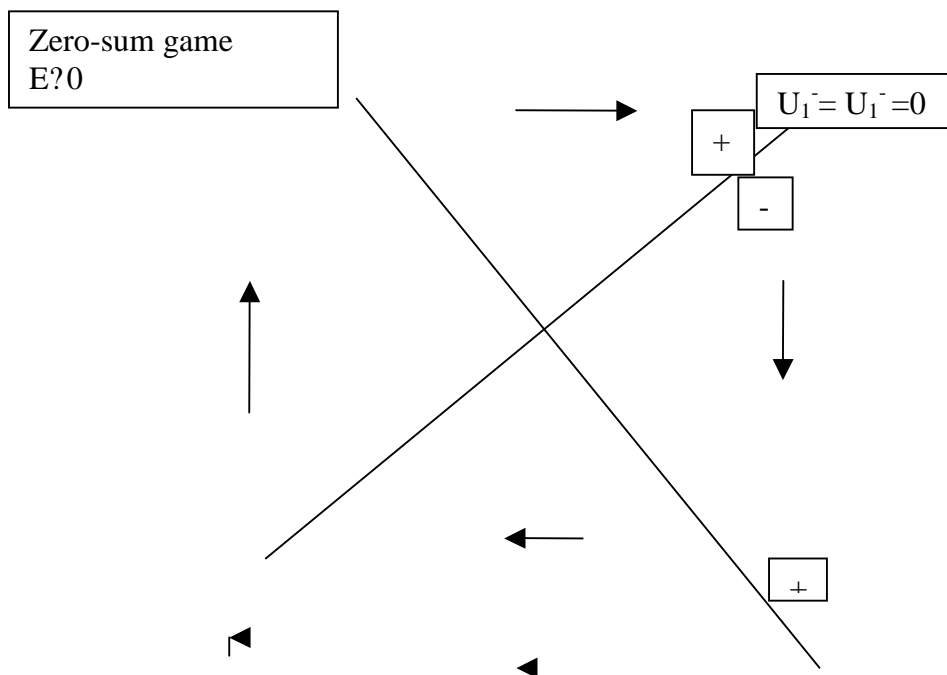 Zero-sum game
E?0
U₁⁻= U₁⁻ =0
+
-
+